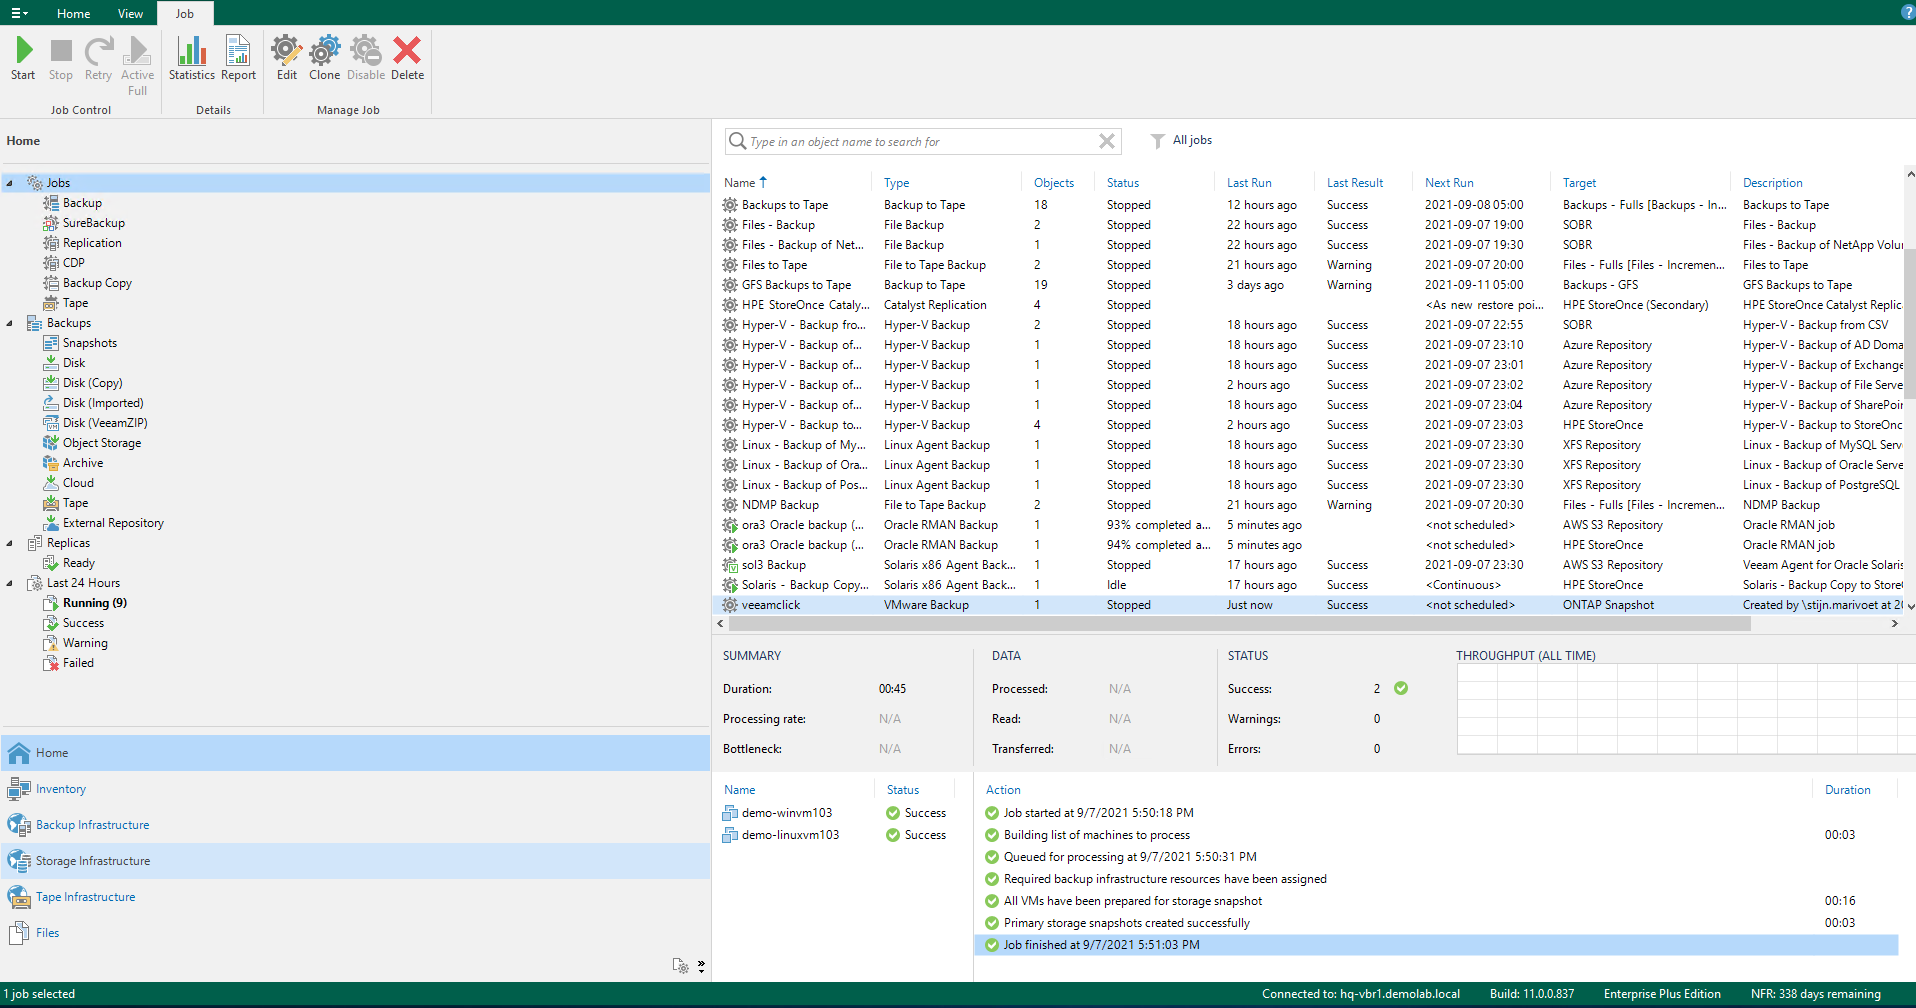 Home View Job
?
Start Stop Retry Active Full Statistics Report Edit Clone Disable Delete
Job Control Details Manage Job
Home
Jobs
Backup
SureBackup
Replication
CDP
Backup Copy
Tape
Backups
Snapshots
Disk
Disk (Copy)
Disk (Imported)
Disk (VeeamZIP)
Object Storage
Archive
Cloud
Tape
External Repository
Replicas
Ready
Last 24 Hours
Running (9)
Success
Warning
Failed
Home
Inventory
Backup Infrastructure
Storage Infrastructure
Tape Infrastructure
Files
Type in an object name to search for All jobs
Name Type Objects Status Last Run Last Result Next Run Target Description
Backups to Tape Backup to Tape 18 Stopped 12 hours ago Success 2021-09-08 05:00 Backups - Fulls [Backups - In... Backups to Tape
Files - Backup File Backup 2 Stopped 22 hours ago Success 2021-09-07 19:00 SOBR Files - Backup
Files - Backup of Net... File Backup 1 Stopped 22 hours ago Success 2021-09-07 19:30 SOBR Files - Backup of NetApp Volu
Files to Tape File to Tape Backup 2 Stopped 21 hours ago Warning 2021-09-07 20:00 Files - Fulls [Files - Incremen... Files to Tape
GFS Backups to Tape Backup to Tape 19 Stopped 3 days ago Warning 2021-09-11 05:00 Backups - GFS GFS Backups to Tape
HPE StoreOnce Cataly... Catalyst Replication 4 Stopped <As new restore poi... HPE StoreOnce (Secondary) HPE StoreOnce Catalyst Replic
Hyper-V - Backup fro... Hyper-V Backup 2 Stopped 18 hours ago Success 2021-09-07 22:55 SOBR Hyper-V - Backup from CSV
Hyper-V - Backup of... Hyper-V Backup 1 Stopped 18 hours ago Success 2021-09-07 23:10 Azure Repository Hyper-V - Backup of AD Doma
Hyper-V - Backup of... Hyper-V Backup 1 Stopped 18 hours ago Success 2021-09-07 23:01 Azure Repository Hyper-V - Backup of Exchange
Hyper-V - Backup of... Hyper-V Backup 1 Stopped 2 hours ago Success 2021-09-07 23:02 Azure Repository Hyper-V - Backup of File Serve
Hyper-V - Backup of... Hyper-V Backup 1 Stopped 18 hours ago Success 2021-09-07 23:04 Azure Repository Hyper-V - Backup of SharePoin
Hyper-V - Backup to... Hyper-V Backup 4 Stopped 2 hours ago Success 2021-09-07 23:03 HPE StoreOnce Hyper-V - Backup to StoreOnc
Linux - Backup of My... Linux Agent Backup 1 Stopped 18 hours ago Success 2021-09-07 23:30 XFS Repository Linux - Backup of MySQL Serv
Linux - Backup of Ora... Linux Agent Backup 1 Stopped 18 hours ago Success 2021-09-07 23:30 XFS Repository Linux - Backup of Oracle Serve
Linux - Backup of Pos... Linux Agent Backup 1 Stopped 18 hours ago Success 2021-09-07 23:30 XFS Repository Linux - Backup of PostgreSQL
NDMP Backup File to Tape Backup 2 Stopped 21 hours ago Warning 2021-09-07 20:30 Files - Fulls [Files - Incremen... NDMP Backup
ora3 Oracle backup (... Oracle RMAN Backup 1 93% completed a... 5 minutes ago <not scheduled> AWS S3 Repository Oracle RMAN job
ora3 Oracle backup (... Oracle RMAN Backup 1 94% completed a... 5 minutes ago <not scheduled> HPE StoreOnce Oracle RMAN job
sol3 Backup Solaris x86 Agent Back... 1 Stopped 17 hours ago Success 2021-09-07 23:30 AWS S3 Repository Veeam Agent for Oracle Solaris
Solaris - Backup Copy... Solaris x86 Agent Back... 1 Idle 17 hours ago Success <Continuous> HPE StoreOnce Solaris - Backup Copy to Store
veeamclick VMware Backup 1 Stopped Just now Success <not scheduled> ONTAP Snapshot Created by \stijn.marivoet at 20
SUMMARY DATA STATUS THROUGHPUT (ALL TIME)
Duration: 00:45 Processed: N/A Success: 2
Processing rate: N/A Read: N/A Warnings: 0
Bottleneck: N/A Transferred: N/A Errors: 0
Name Status Action Duration
demo-winvm103 Success Job started at 9/7/2021 5:50:18 PM
demo-linuxvm103 Success Building list of machines to process 00:03
Queued for processing at 9/7/2021 5:50:31 PM
Required backup infrastructure resources have been assigned
All VMs have been prepared for storage snapshot 00:16
Primary storage snapshots created successfully 00:03
Job finished at 9/7/2021 5:51:03 PM
1 job selected Connected to: hq-vbr1.demolab.local Build: 11.0.0.837 Enterprise Plus Edition NFR: 338 days remaining